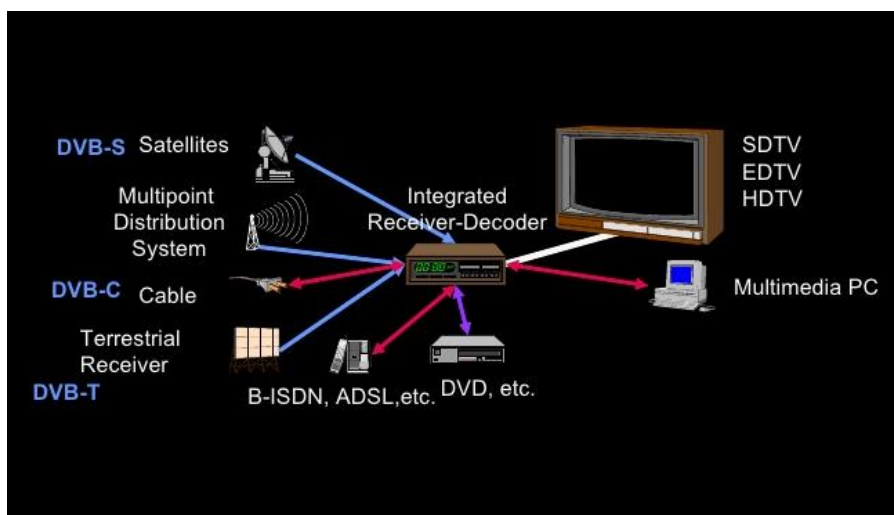 DVB-S Satellites
Multipoint
Distribution
System
DVB-C Cable
Terrestrial
Receiver
DVB-T
Integrated
Receiver-Decoder
B-ISDN, ADSL,etc.
DVD, etc.
SDTV
EDTV
HDTV
Multimedia PC